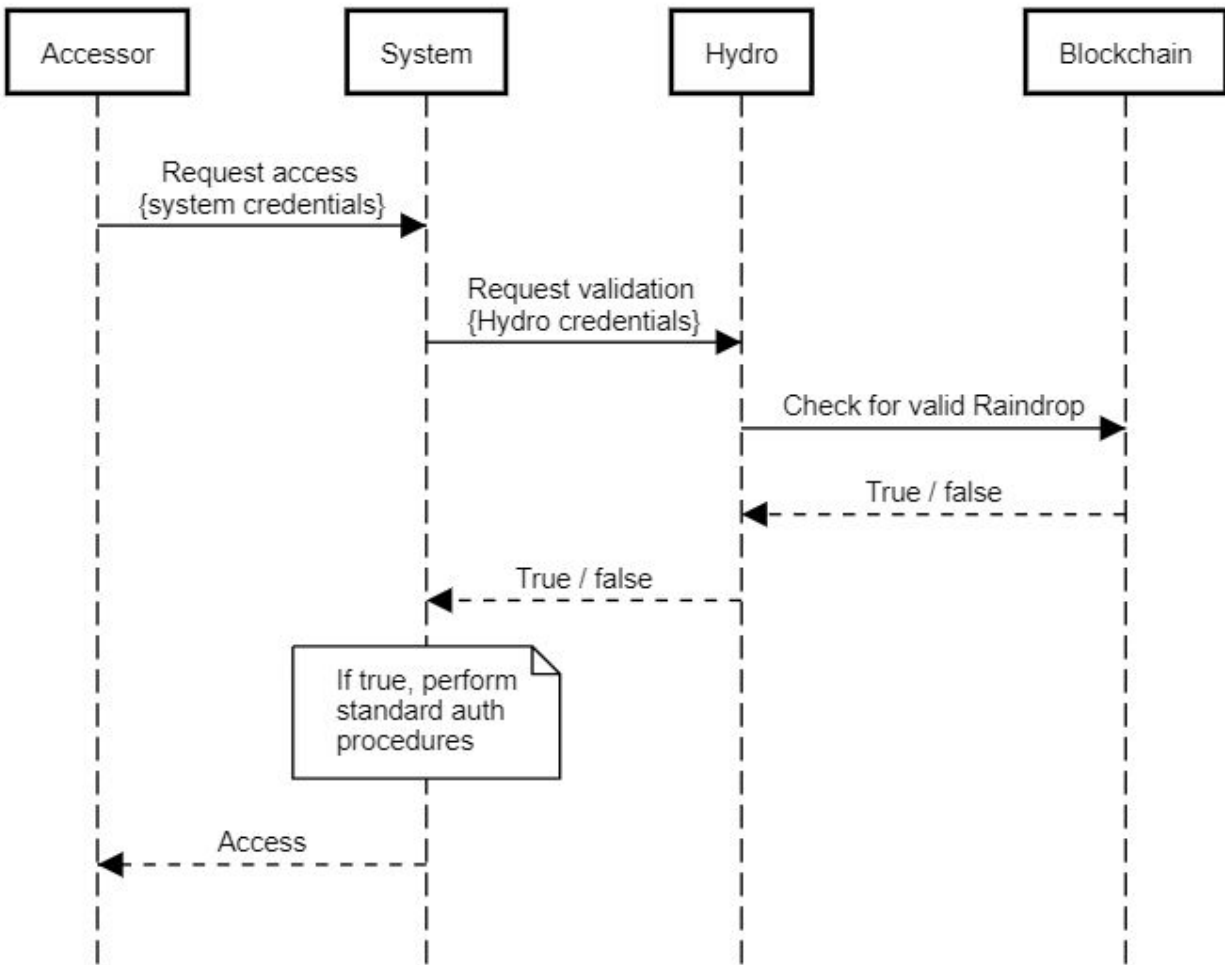 Accessor
System
Hydro
Blockchain
Request access
{system credentials}
Request validation
{Hydro credentials}
Check for valid Raindrop
True / false
True / false
If true, perform
standard auth
procedures
Access